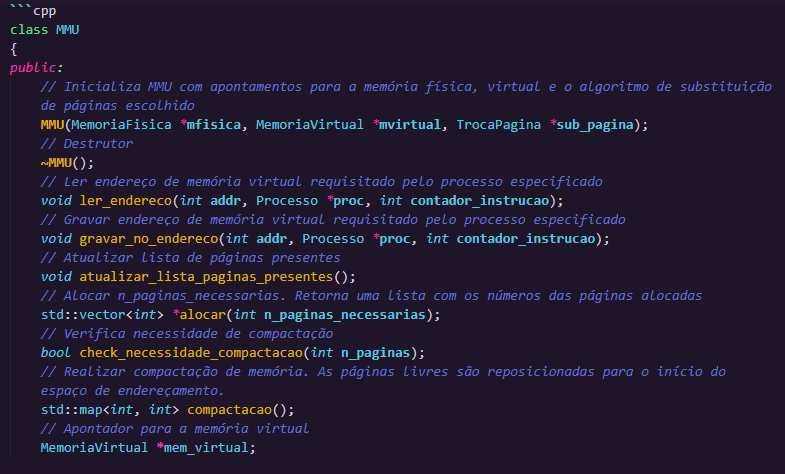 ```cpp
class MMU
{
public:
    // Inicializa MMU com apontamentos para a memória física, virtual e o algoritmo de substituição
    de páginas escolhido
    MMU(MemoriaFisica *mfisica, MemoriaVirtual *mvirtual, TrocaPagina *sub_pagina);
    // Destrutor
    ~MMU();
    // Ler endereço de memória virtual requisitado pelo processo especificado
    void ler_endereco(int addr, Processo *proc, int contador_instrucao);
    // Gravar endereço de memória virtual requisitado pelo processo especificado
    void gravar_no_endereco(int addr, Processo *proc, int contador_instrucao);
    // Atualizar lista de páginas presentes
    void atualizar_lista_paginas_presentes();
    // Alocar n_paginas_necessarias. Retorna uma lista com os números das páginas alocadas
    std::vector<int> *alocar(int n_paginas_necessarias);
    // Verifica necessidade de compactação
    bool check_necessidade_compactacao(int n_paginas);
    // Realizar compactação de memória. As páginas livres são reposicionadas para o início do
    espaço de endereçamento.
    std::map<int, int> compactacao();
    // Apontador para a memória virtual
    MemoriaVirtual *mem_virtual;